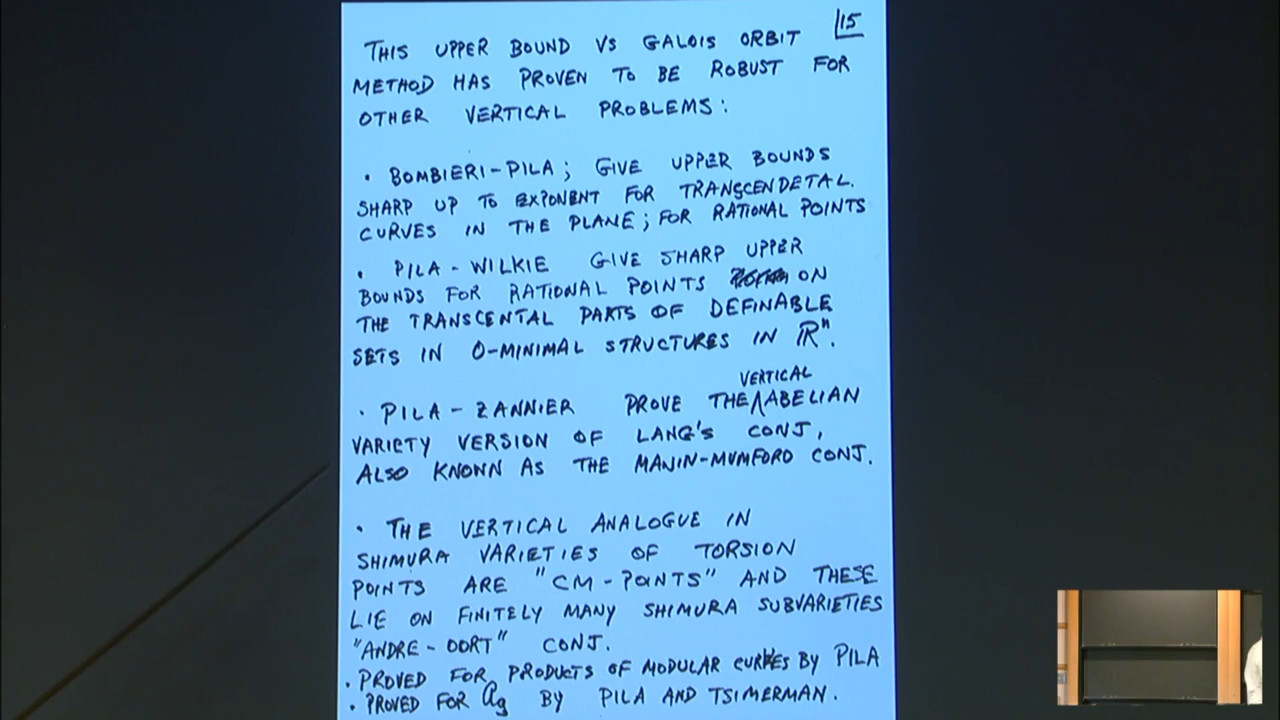 THIS UPPER BOUND VS GALOIS ORBIT 15
METHOD HAS PROVEN TO BE ROBUST FOR
OTHER VERTICAL PROBLEMS:
• BOMBIERI-PILA; GIVE UPPER BOUNDS
SHARP UP TO EXPONENT FOR TRANSCENDETAL.
CURVES IN THE PLANE; FOR RATIONAL POINTS
• PILA-WILKIE GIVE SHARP UPPER
BOUNDS FOR RATIONAL POINTS ON
THE TRANSCENTAL PARTS OF DEFINABLE
SETS IN O-MINIMAL STRUCTURES IN ℝⁿ.
VERTICAL
• PILA-ZANNIER PROVE THE ABELIAN
VARIETY VERSION OF LANG'S CONJ,
ALSO KNOWN AS THE MANIN-MUMFORD CONJ.
• THE VERTICAL ANALOGUE IN
SHIMURA VARIETIES OF TORSION
POINTS ARE "CM-POINTS" AND THESE
LIE ON FINITELY MANY SHIMURA SUBVARIETIES
"ANDRE-OORT" CONJ.
• PROVED FOR PRODUCTS OF MODULAR CURVES BY PILA
• PROVED FOR Ag BY PILA AND TSIMERMAN.